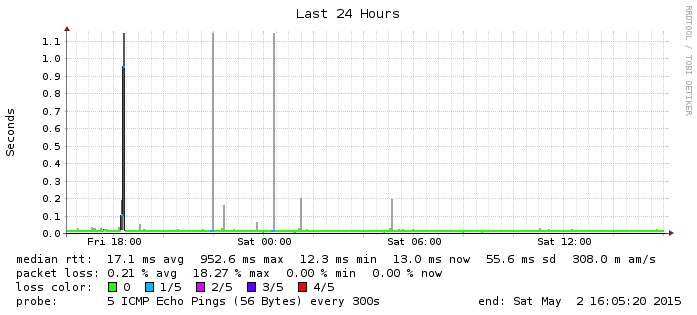 Last 24 Hours
RRDTOOL / TOBI OETIKER
Seconds
1.1
1.0
0.9
0.8
0.7
0.6
0.5
0.4
0.3
0.2
0.1
0.0
Fri 18:00 Sat 00:00 Sat 06:00 Sat 12:00
median rtt: 17.1 ms avg 952.6 ms max 12.3 ms min 13.0 ms now 55.6 ms sd 308.0 m am/s
packet loss: 0.21 % avg 18.27 % max 0.00 % min 0.00 % now
loss color: 0 1/5 2/5 3/5 4/5
probe: 5 ICMP Echo Pings (56 Bytes) every 300s end: Sat May 2 16:05:20 2015